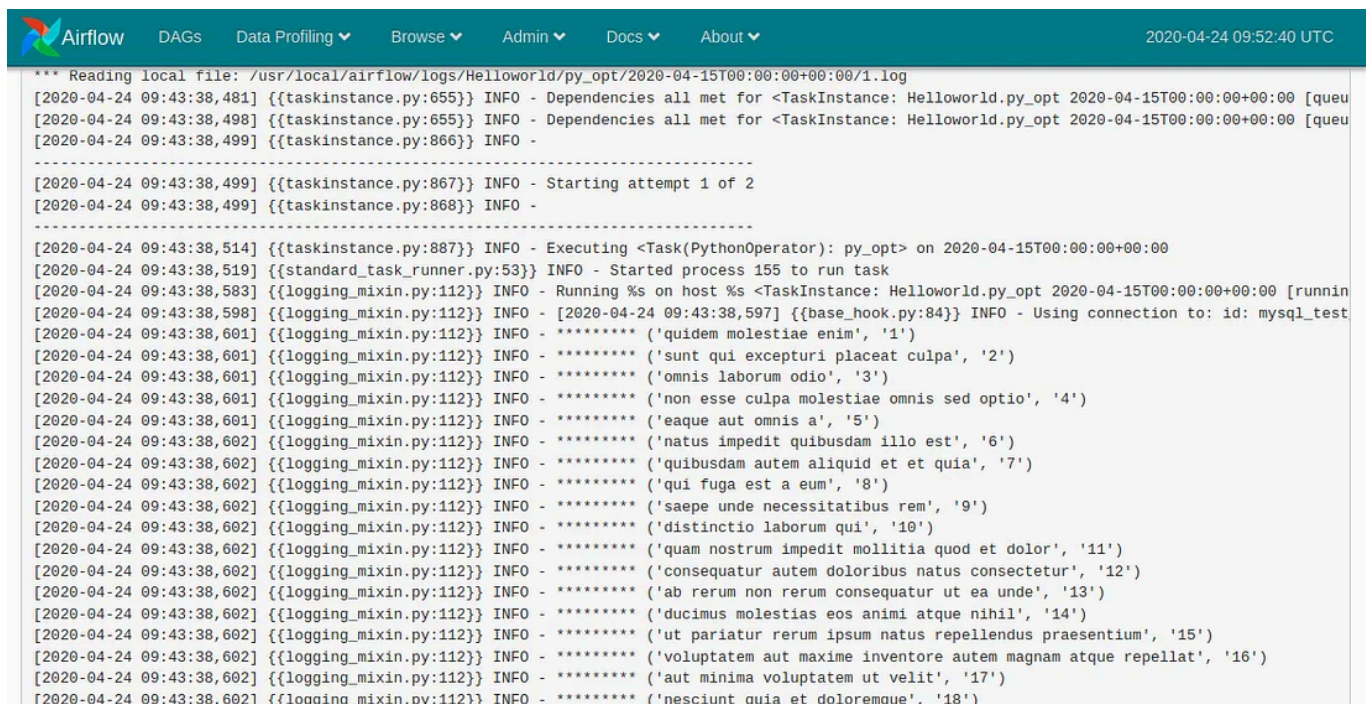 Airflow DAGs Data Profiling Browse Admin Docs About 2020-04-24 09:52:40 UTC
*** Reading local file: /usr/local/airflow/logs/Helloworld/py_opt/2020-04-15T00:00:00+00:00/1.log
[2020-04-24 09:43:38,481] {{taskinstance.py:655}} INFO - Dependencies all met for <TaskInstance: Helloworld.py_opt 2020-04-15T00:00:00+00:00 [queu
[2020-04-24 09:43:38,498] {{taskinstance.py:655}} INFO - Dependencies all met for <TaskInstance: Helloworld.py_opt 2020-04-15T00:00:00+00:00 [queu
[2020-04-24 09:43:38,499] {{taskinstance.py:866}} INFO -
--------------------------------------------------------------------------------
[2020-04-24 09:43:38,499] {{taskinstance.py:867}} INFO - Starting attempt 1 of 2
[2020-04-24 09:43:38,499] {{taskinstance.py:868}} INFO -
--------------------------------------------------------------------------------
[2020-04-24 09:43:38,514] {{taskinstance.py:887}} INFO - Executing <Task(PythonOperator): py_opt> on 2020-04-15T00:00:00+00:00
[2020-04-24 09:43:38,519] {{standard_task_runner.py:53}} INFO - Started process 155 to run task
[2020-04-24 09:43:38,583] {{logging_mixin.py:112}} INFO - Running %s on host %s <TaskInstance: Helloworld.py_opt 2020-04-15T00:00:00+00:00 [runnin
[2020-04-24 09:43:38,598] {{logging_mixin.py:112}} INFO - [2020-04-24 09:43:38,597] {{base_hook.py:84}} INFO - Using connection to: id: mysql_test
[2020-04-24 09:43:38,601] {{logging_mixin.py:112}} INFO - ********* ('quidem molestiae enim', '1')
[2020-04-24 09:43:38,601] {{logging_mixin.py:112}} INFO - ********* ('sunt qui excepturi placeat culpa', '2')
[2020-04-24 09:43:38,601] {{logging_mixin.py:112}} INFO - ********* ('omnis laborum odio', '3')
[2020-04-24 09:43:38,601] {{logging_mixin.py:112}} INFO - ********* ('non esse culpa molestiae omnis sed optio', '4')
[2020-04-24 09:43:38,601] {{logging_mixin.py:112}} INFO - ********* ('eaque aut omnis a', '5')
[2020-04-24 09:43:38,602] {{logging_mixin.py:112}} INFO - ********* ('natus impedit quibusdam illo est', '6')
[2020-04-24 09:43:38,602] {{logging_mixin.py:112}} INFO - ********* ('quibusdam autem aliquid et et quia', '7')
[2020-04-24 09:43:38,602] {{logging_mixin.py:112}} INFO - ********* ('qui fuga est a eum', '8')
[2020-04-24 09:43:38,602] {{logging_mixin.py:112}} INFO - ********* ('saepe unde necessitatibus rem', '9')
[2020-04-24 09:43:38,602] {{logging_mixin.py:112}} INFO - ********* ('distinctio laborum qui', '10')
[2020-04-24 09:43:38,602] {{logging_mixin.py:112}} INFO - ********* ('quam nostrum impedit mollitia quod et dolor', '11')
[2020-04-24 09:43:38,602] {{logging_mixin.py:112}} INFO - ********* ('consequatur autem doloribus natus consectetur', '12')
[2020-04-24 09:43:38,602] {{logging_mixin.py:112}} INFO - ********* ('ab rerum non rerum consequatur ut ea unde', '13')
[2020-04-24 09:43:38,602] {{logging_mixin.py:112}} INFO - ********* ('ducimus molestias eos animi atque nihil', '14')
[2020-04-24 09:43:38,602] {{logging_mixin.py:112}} INFO - ********* ('ut pariatur rerum ipsum natus repellendus praesentium', '15')
[2020-04-24 09:43:38,602] {{logging_mixin.py:112}} INFO - ********* ('voluptatem aut maxime inventore autem magnam atque repellat', '16')
[2020-04-24 09:43:38,602] {{logging_mixin.py:112}} INFO - ********* ('aut minima voluptatem ut velit', '17')
[2020-04-24 09:43:38,602] {{logging_mixin.py:112}} INFO - ********* ('nesciunt quia et doloremque', '18')